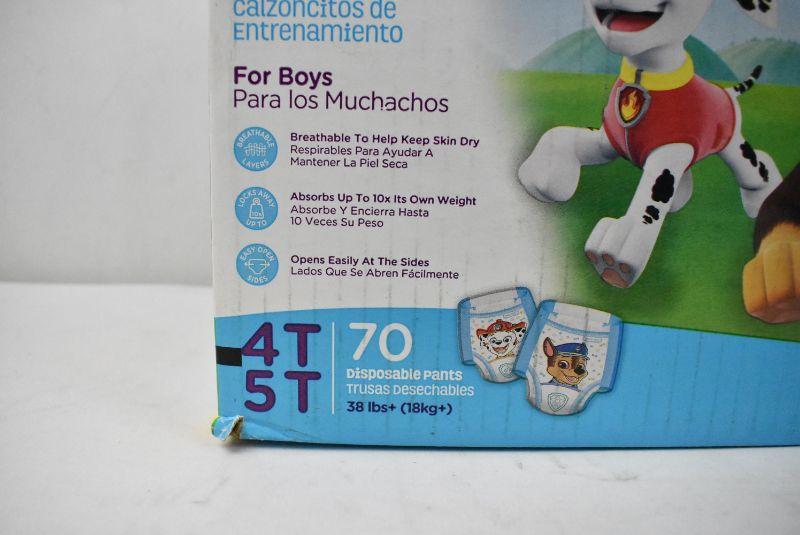 calzoncitos de
Entrenamiento
For Boys
Para los Muchachos
BREATHABLE
LAYERS
Breathable To Help Keep Skin Dry
Respirables Para Ayudar A
Mantener La Piel Seca
LOCKS AWAY
10x
UP TO
Absorbs Up To 10x Its Own Weight
Absorbe Y Encierra Hasta
10 Veces Su Peso
EASY-OPEN
SIDES
Opens Easily At The Sides
Lados Que Se Abren Fácilmente
4T
5T
70
Disposable Pants
Trusas Desechables
38 lbs+ (18kg+)